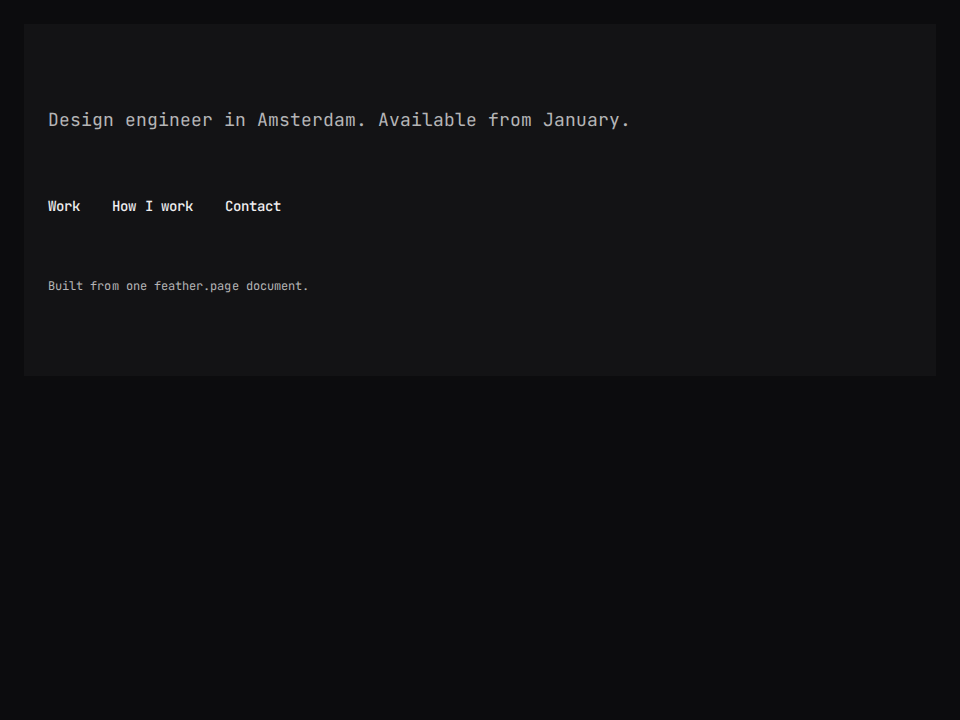 Design engineer in Amsterdam. Available from January.
Work How I work Contact
Built from one feather.page document.